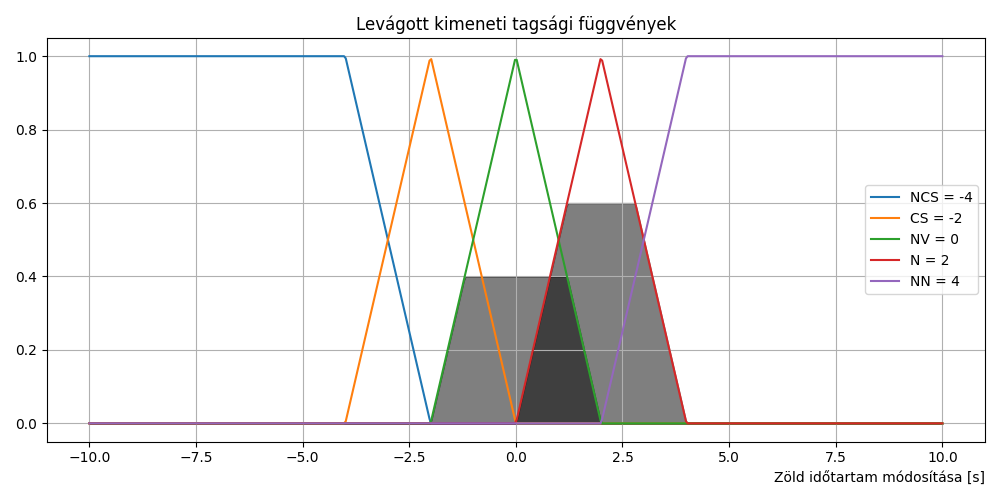 Levágott kimeneti tagsági függvények
1.0
0.8
0.6
0.4
0.2
0.0
NCS = -4
CS = -2
NV = 0
N = 2
NN = 4
−10.0 −7.5 −5.0 −2.5 0.0 2.5 5.0 7.5 10.0
Zöld időtartam módosítása [s]